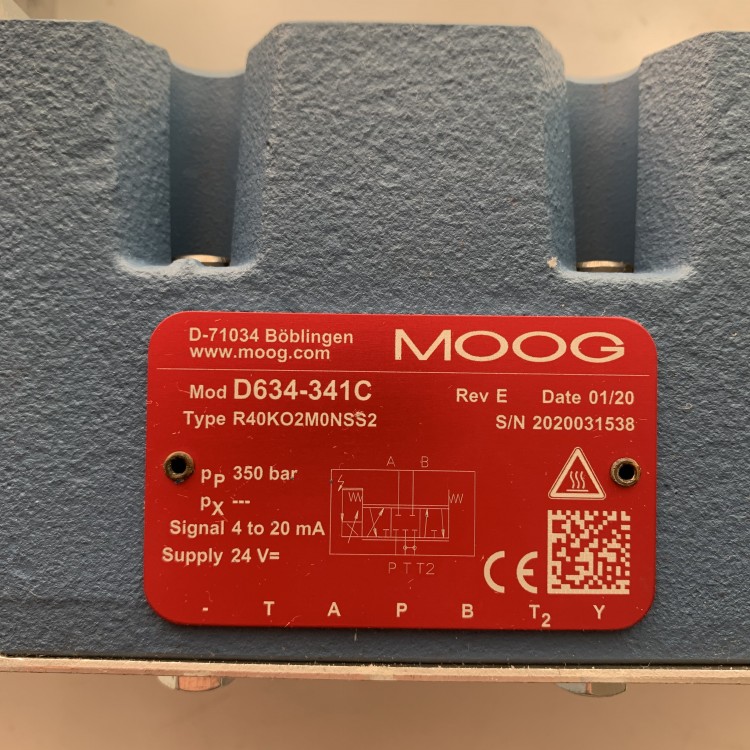 D-71034 Böblingen
www.moog.com
MOOG
Mod D634-341C
Rev E Date 01/20
Type R40KO2M0NSS2
S/N 2020031538
pP 350 bar
pX ---
Signal 4 to 20 mA
Supply 24 V=
A B
P T T2
CE
- T A P B T2 Y